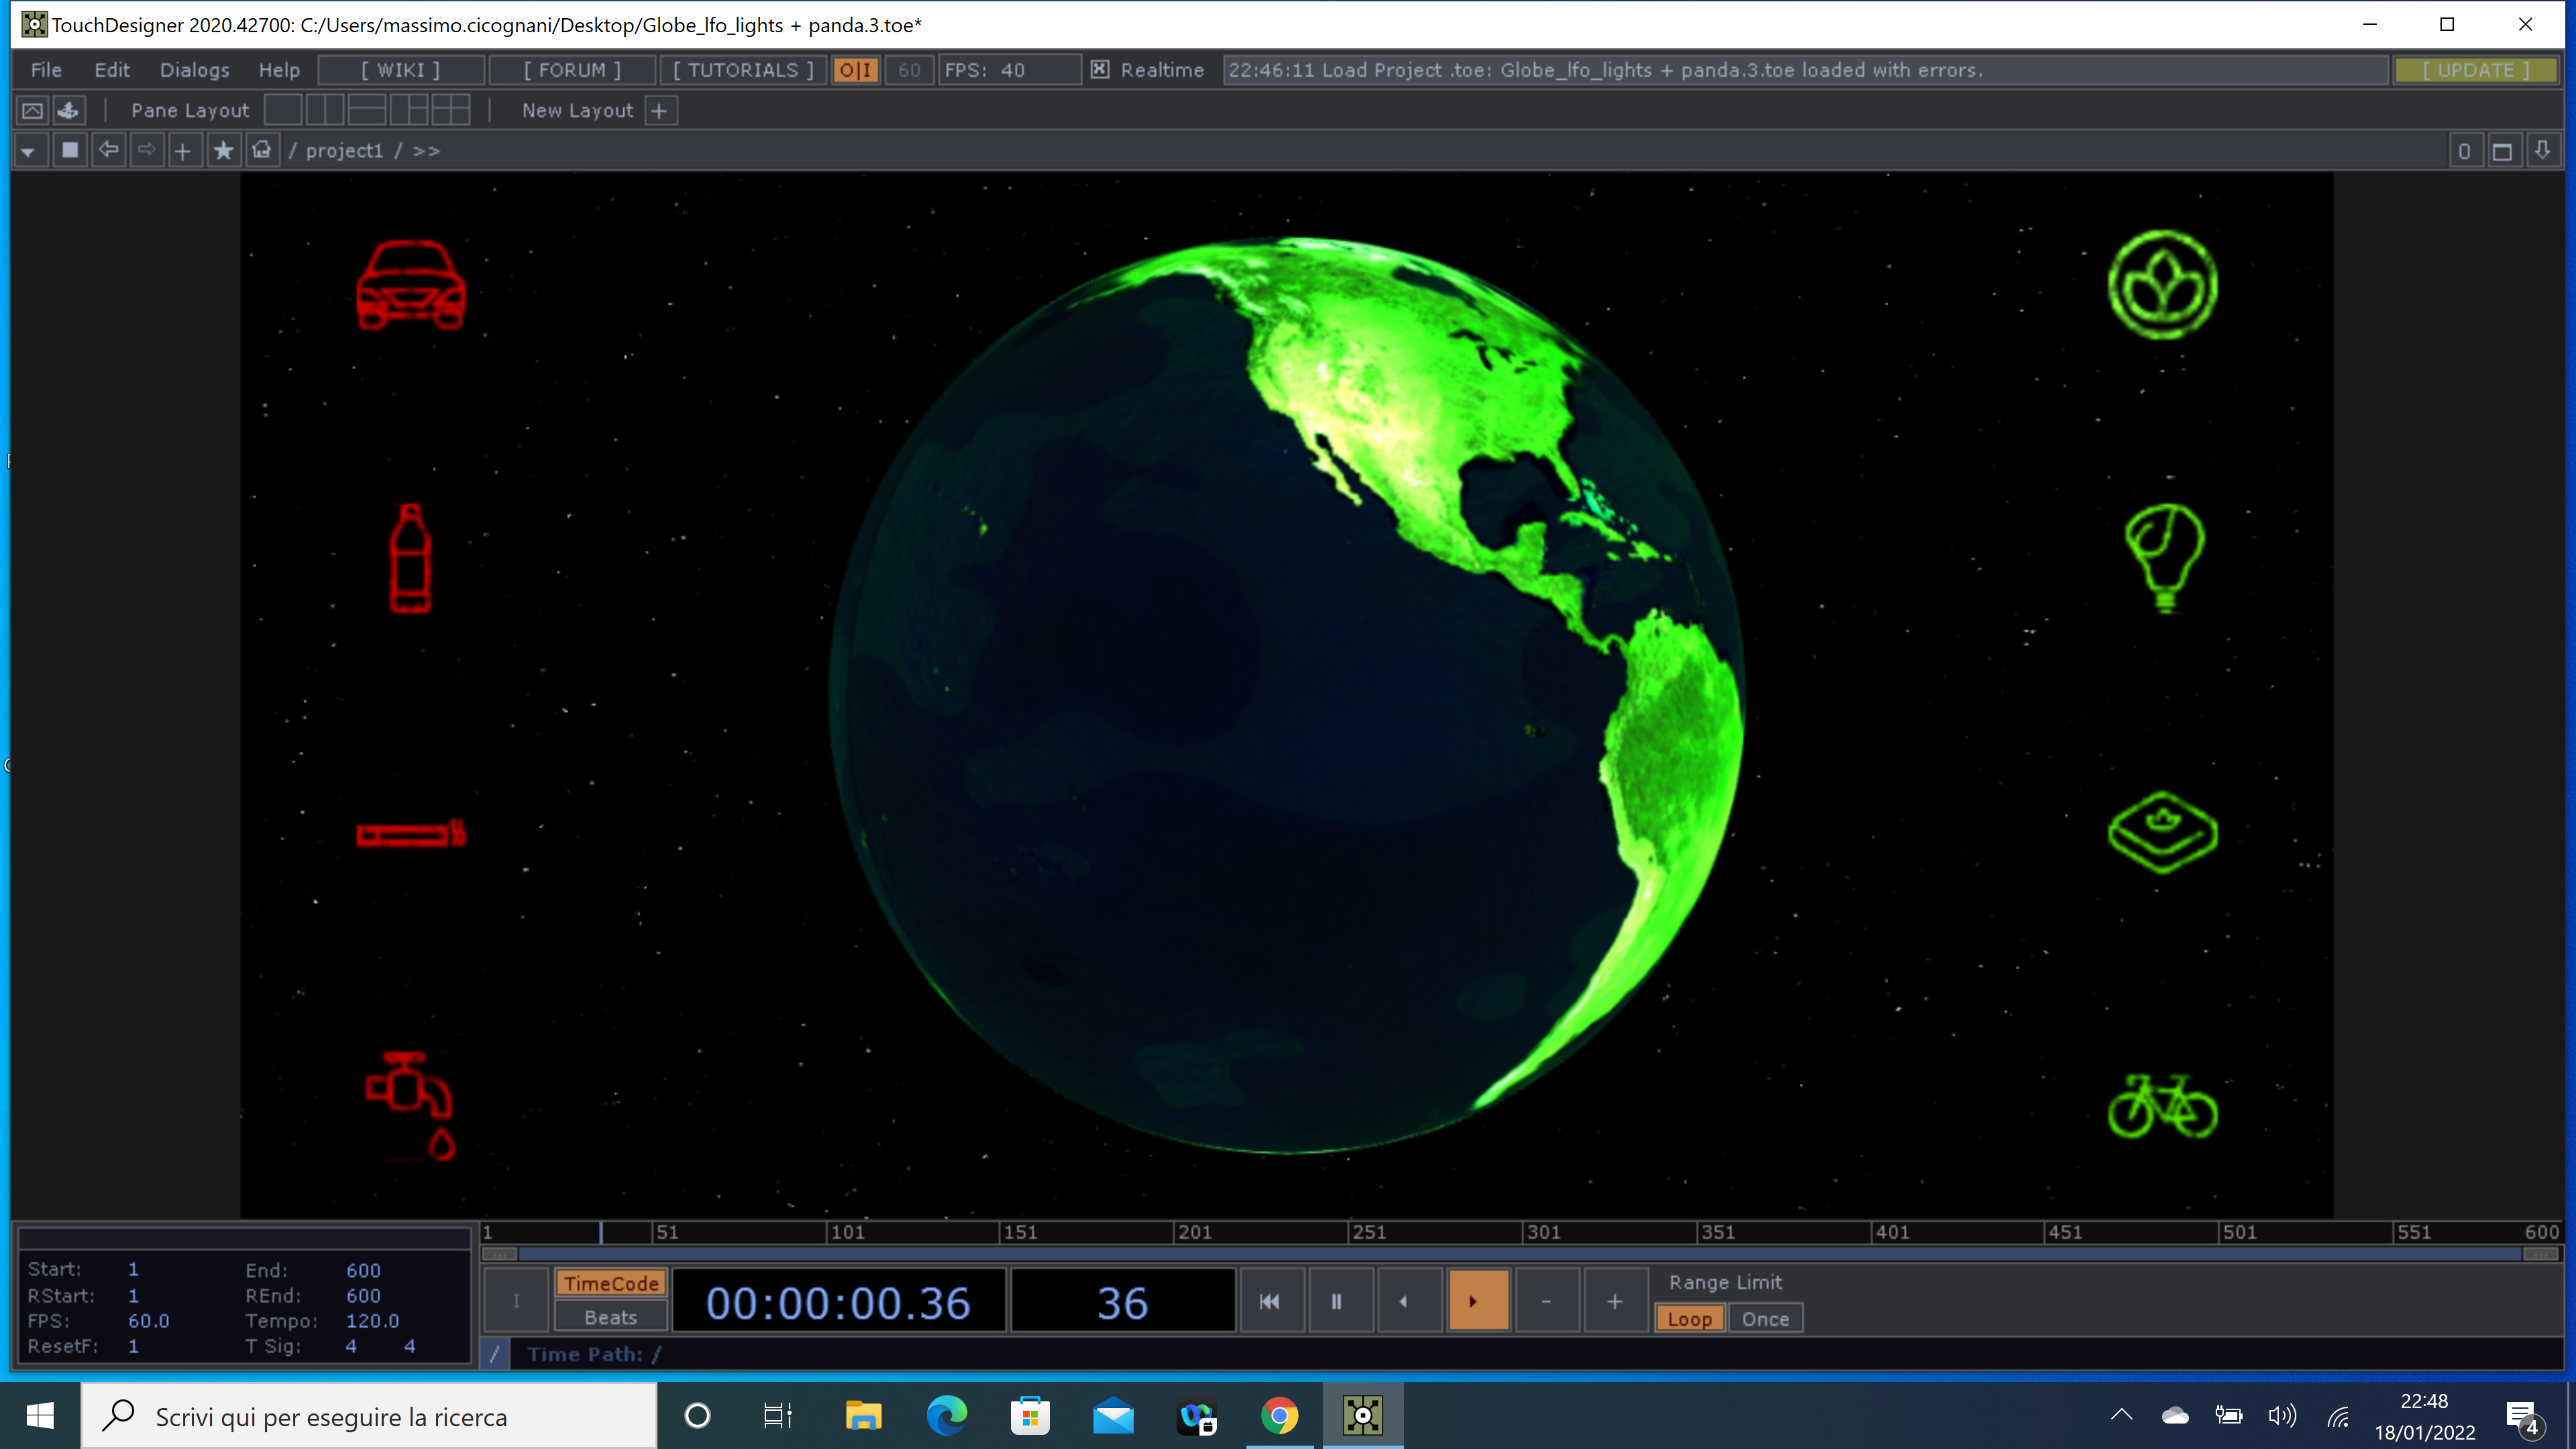 TouchDesigner 2020.42700: C:/Users/massimo.cicognani/Desktop/Globe_lfo_lights + panda.3.toe*
File Edit Dialogs Help [ WIKI ] [ FORUM ] [ TUTORIALS ] O|I 60 FPS: 40 Realtime 22:46:11 Load Project .toe: Globe_lfo_lights + panda.3.toe loaded with errors. [ UPDATE ]
Pane Layout New Layout +
/ project1 / >> 0
1 51 101 151 201 251 301 351 401 451 501 551 600
Start: 1 End: 600
RStart: 1 REnd: 600
FPS: 60.0 Tempo: 120.0
ResetF: 1 T Sig: 4 4
I TimeCode 00:00:00.36 36 - + Range Limit
Beats Loop Once
/ Time Path: /
Scrivi qui per eseguire la ricerca
22:48
18/01/2022
4